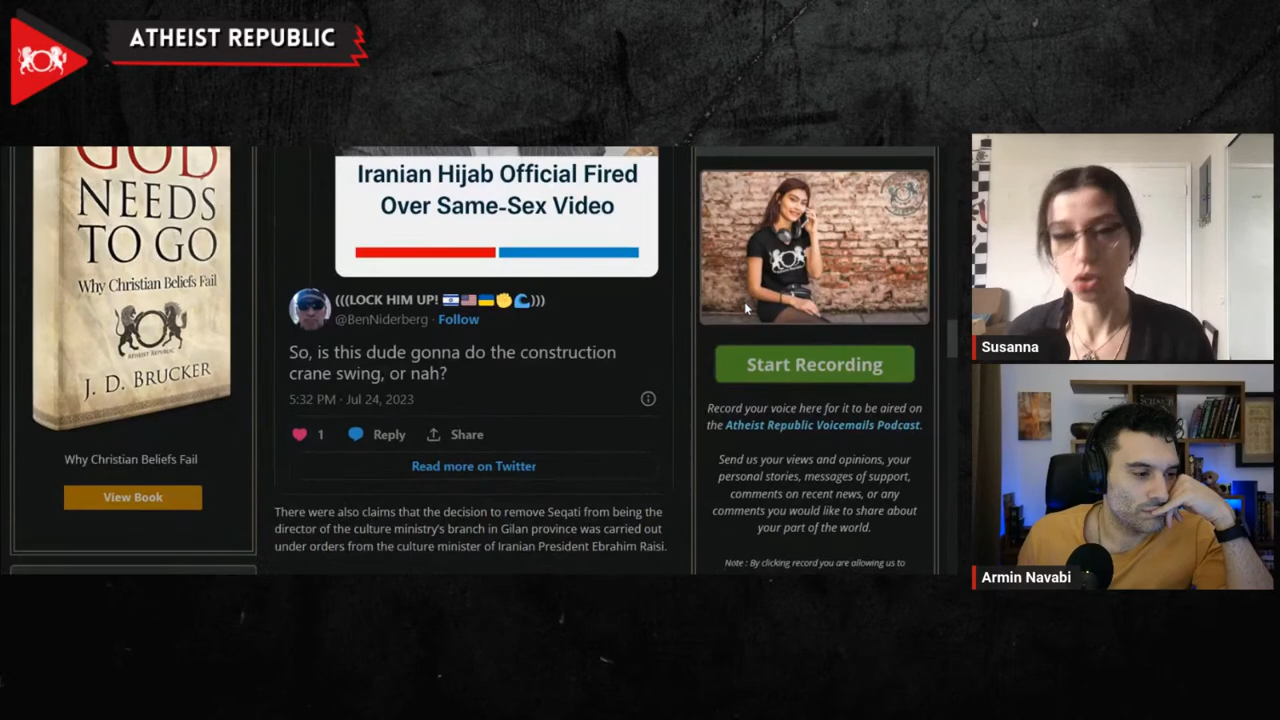 ATHEIST REPUBLIC
GOD
NEEDS
TO GO
Why Christian Beliefs Fail
ATHEIST REPUBLIC
J. D. BRUCKER
Why Christian Beliefs Fail
View Book
Iranian Hijab Official Fired
Over Same-Sex Video
(((LOCK HIM UP! 🇮🇱🇺🇸🇺🇦✊🌊)))
@BenNiderberg · Follow
So, is this dude gonna do the construction
crane swing, or nah?
5:32 PM · Jul 24, 2023
1 Reply Share
Read more on Twitter
There were also claims that the decision to remove Seqati from being the
director of the culture ministry's branch in Gilan province was carried out
under orders from the culture minister of Iranian President Ebrahim Raisi.
Start Recording
Record your voice here for it to be aired on
the Atheist Republic Voicemails Podcast.
Send us your views and opinions, your
personal stories, messages of support,
comments on recent news, or any
comments you would like to share about
your part of the world.
Note : By clicking record you are allowing us to
Susanna
Armin Navabi